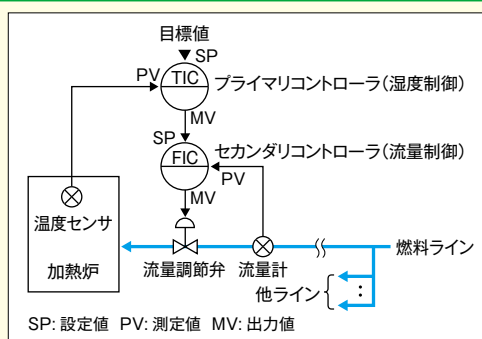 目標値
SP
PV
TIC
プライマリコントローラ(湿度制御)
MV
SP
FIC
セカンダリコントローラ(流量制御)
PV
MV
温度センサ
加熱炉
流量調節弁
流量計
燃料ライン
他ライン
:
SP: 設定値 PV: 測定値 MV: 出力値